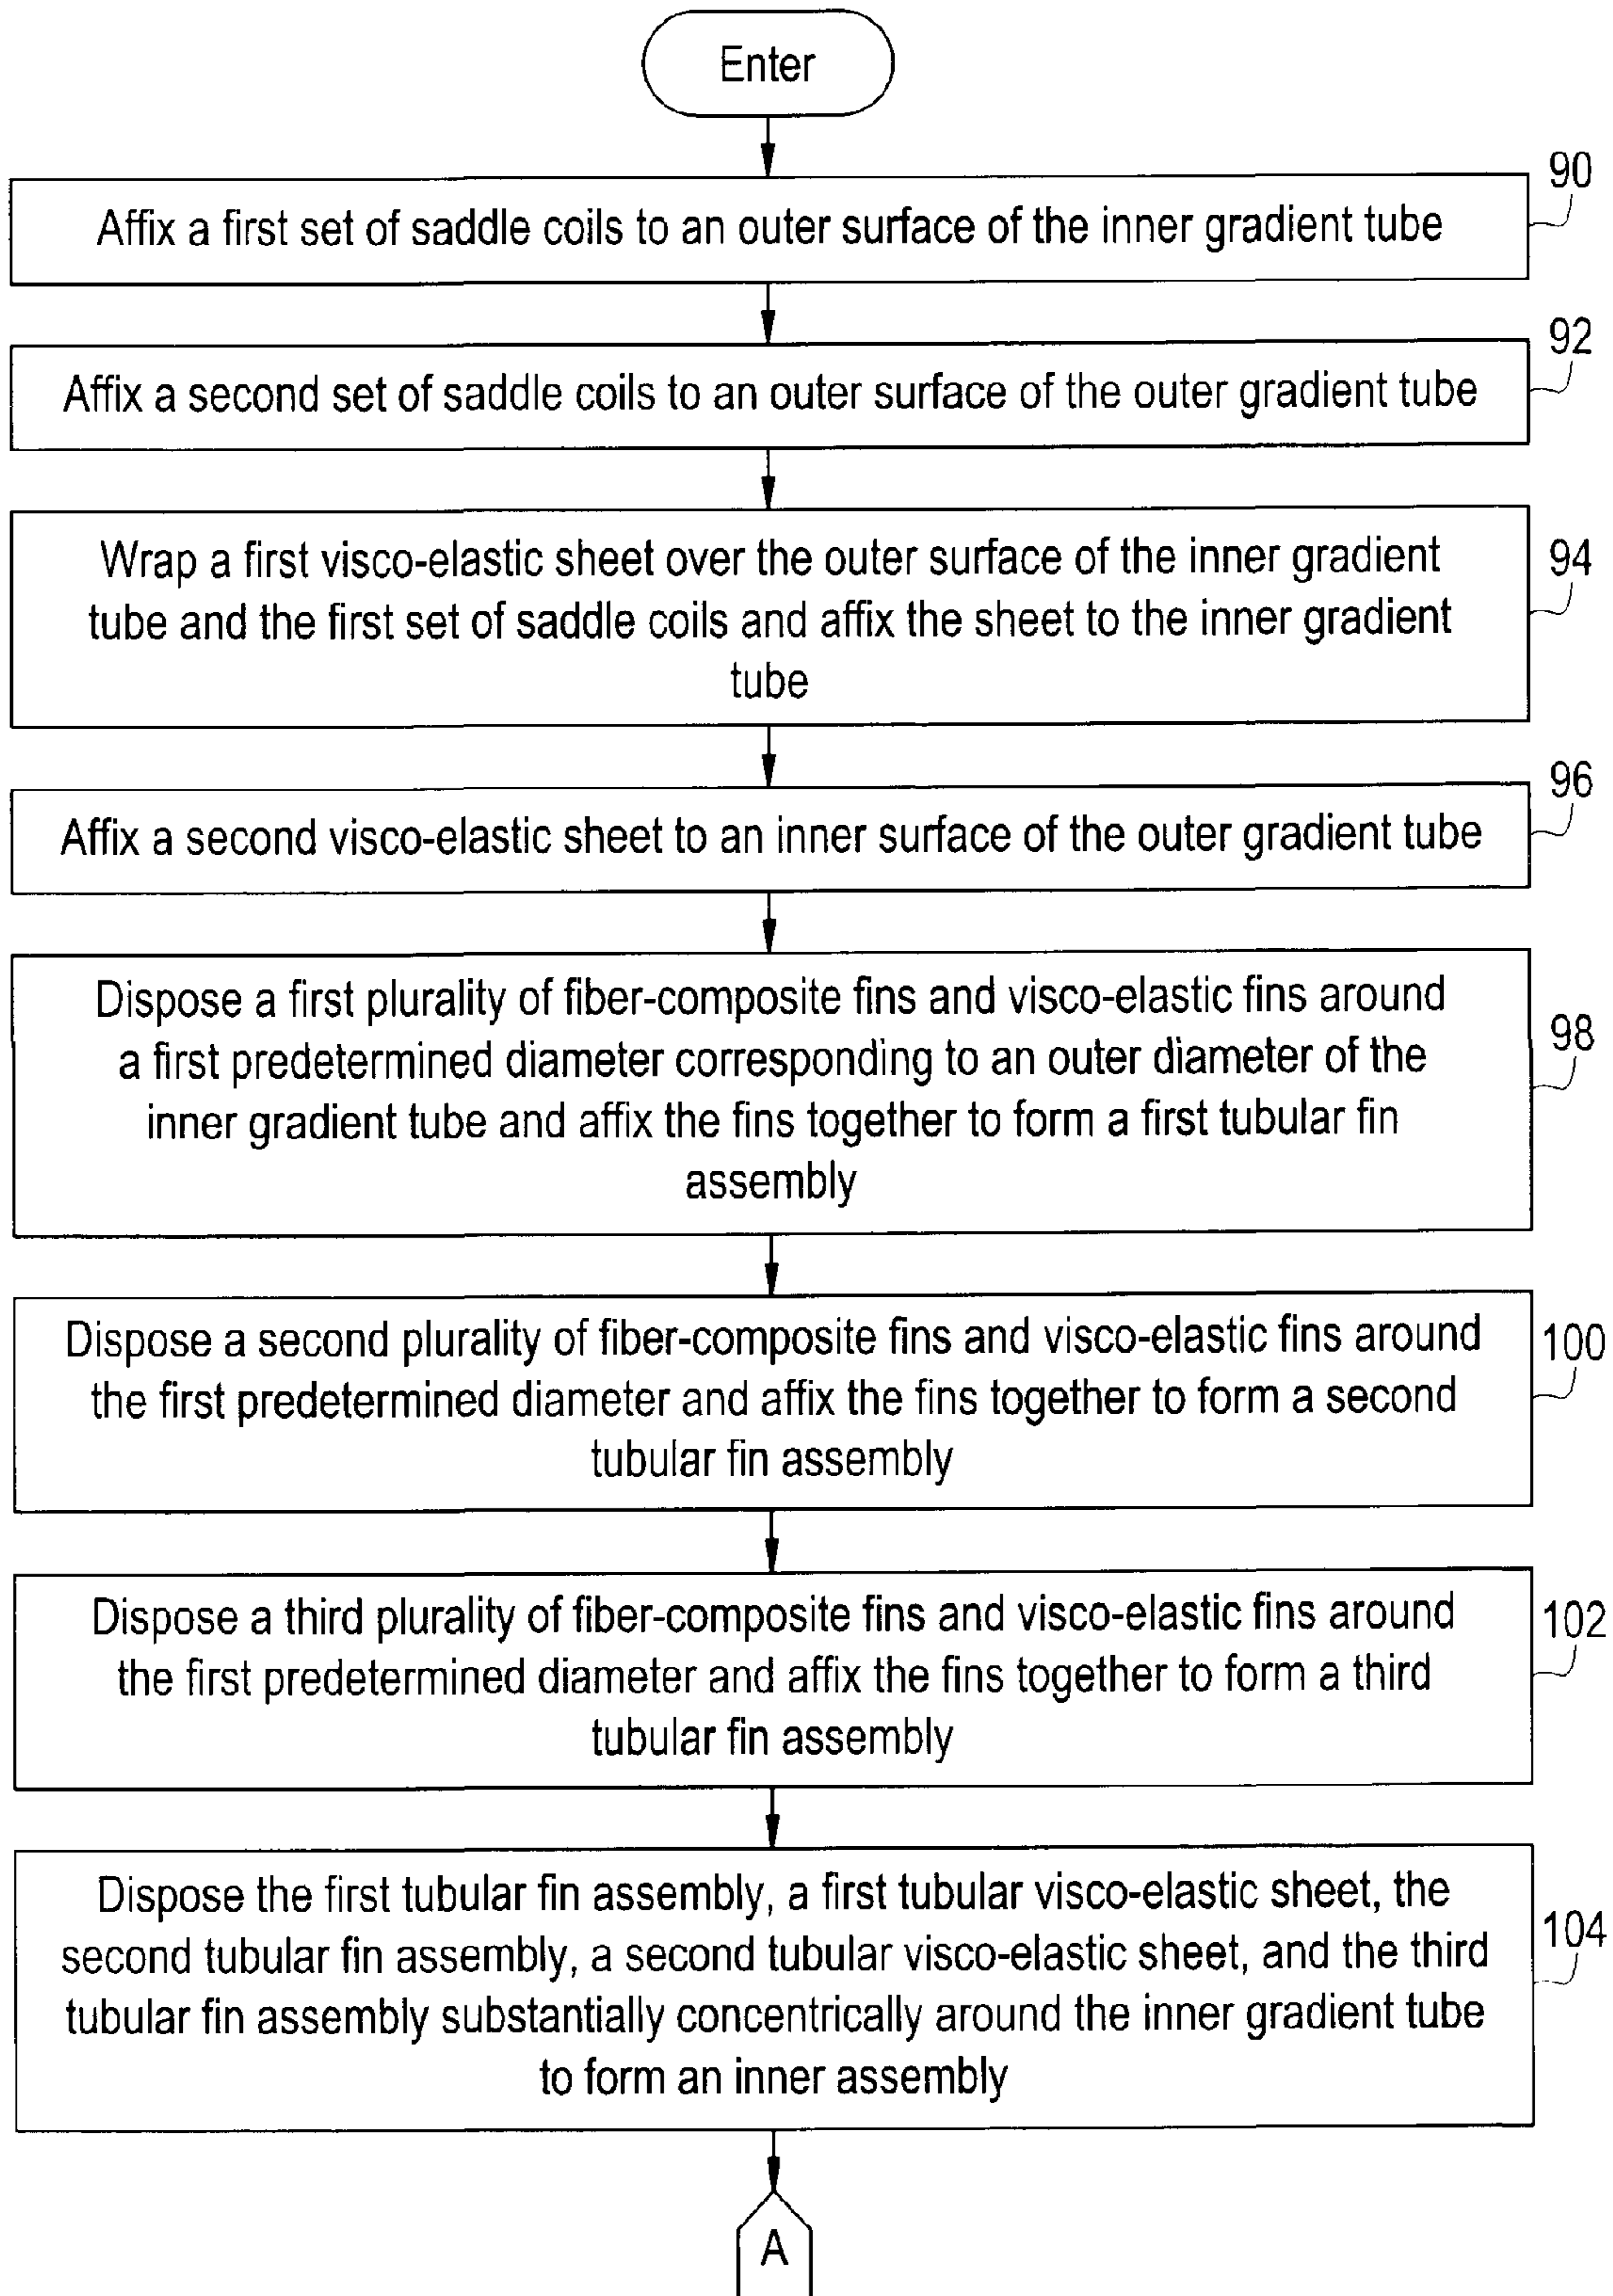 Enter
90
Affix a first set of saddle coils to an outer surface of the inner gradient tube
92
Affix a second set of saddle coils to an outer surface of the outer gradient tube
Wrap a first visco-elastic sheet over the outer surface of the inner gradient
94
tube and the first set of saddle coils and affix the sheet to the inner gradient
tube
96
Affix a second visco-elastic sheet to an inner surface of the outer gradient tube
Dispose a first plurality of fiber-composite fins and visco-elastic fins around
98
a first predetermined diameter corresponding to an outer diameter of the
inner gradient tube and affix the fins together to form a first tubular fin
assembly
Dispose a second plurality of fiber-composite fins and visco-elastic fins around
100
the first predetermined diameter and affix the fins together to form a second
tubular fin assembly
Dispose a third plurality of fiber-composite fins and visco-elastic fins around
102
the first predetermined diameter and affix the fins together to form a third
tubular fin assembly
Dispose the first tubular fin assembly, a first tubular visco-elastic sheet, the
104
second tubular fin assembly, a second tubular visco-elastic sheet, and the third
tubular fin assembly substantially concentrically around the inner gradient tube
to form an inner assembly
A